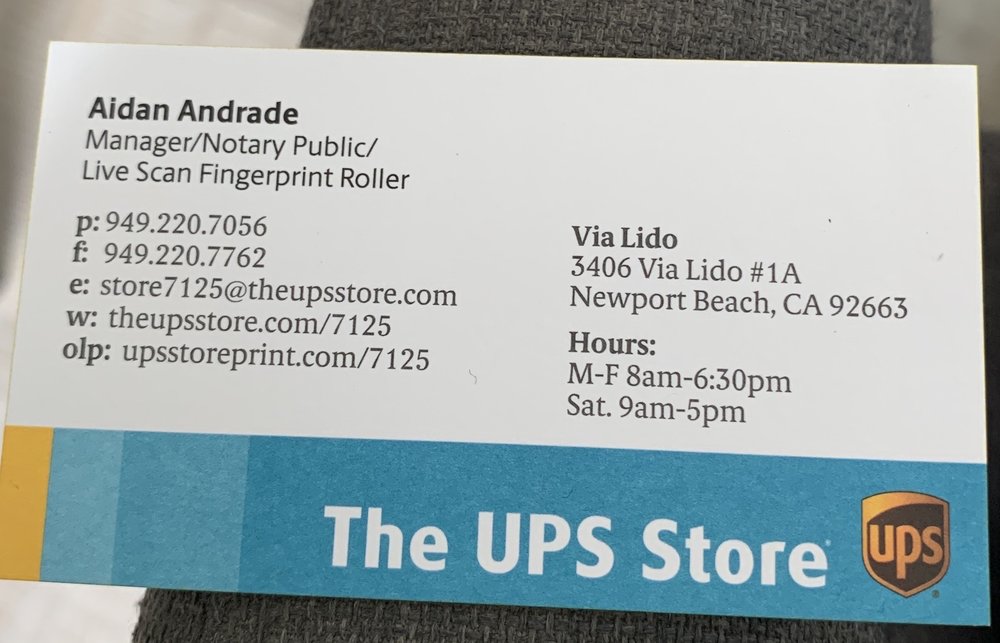 Aidan Andrade
Manager/Notary Public/
Live Scan Fingerprint Roller
p: 949.220.7056
f: 949.220.7762
e: store7125@theupsstore.com
w: theupsstore.com/7125
olp: upsstoreprint.com/7125
Via Lido
3406 Via Lido #1A
Newport Beach, CA 92663
Hours:
M-F 8am-6:30pm
Sat. 9am-5pm
The UPS Store®
ups®